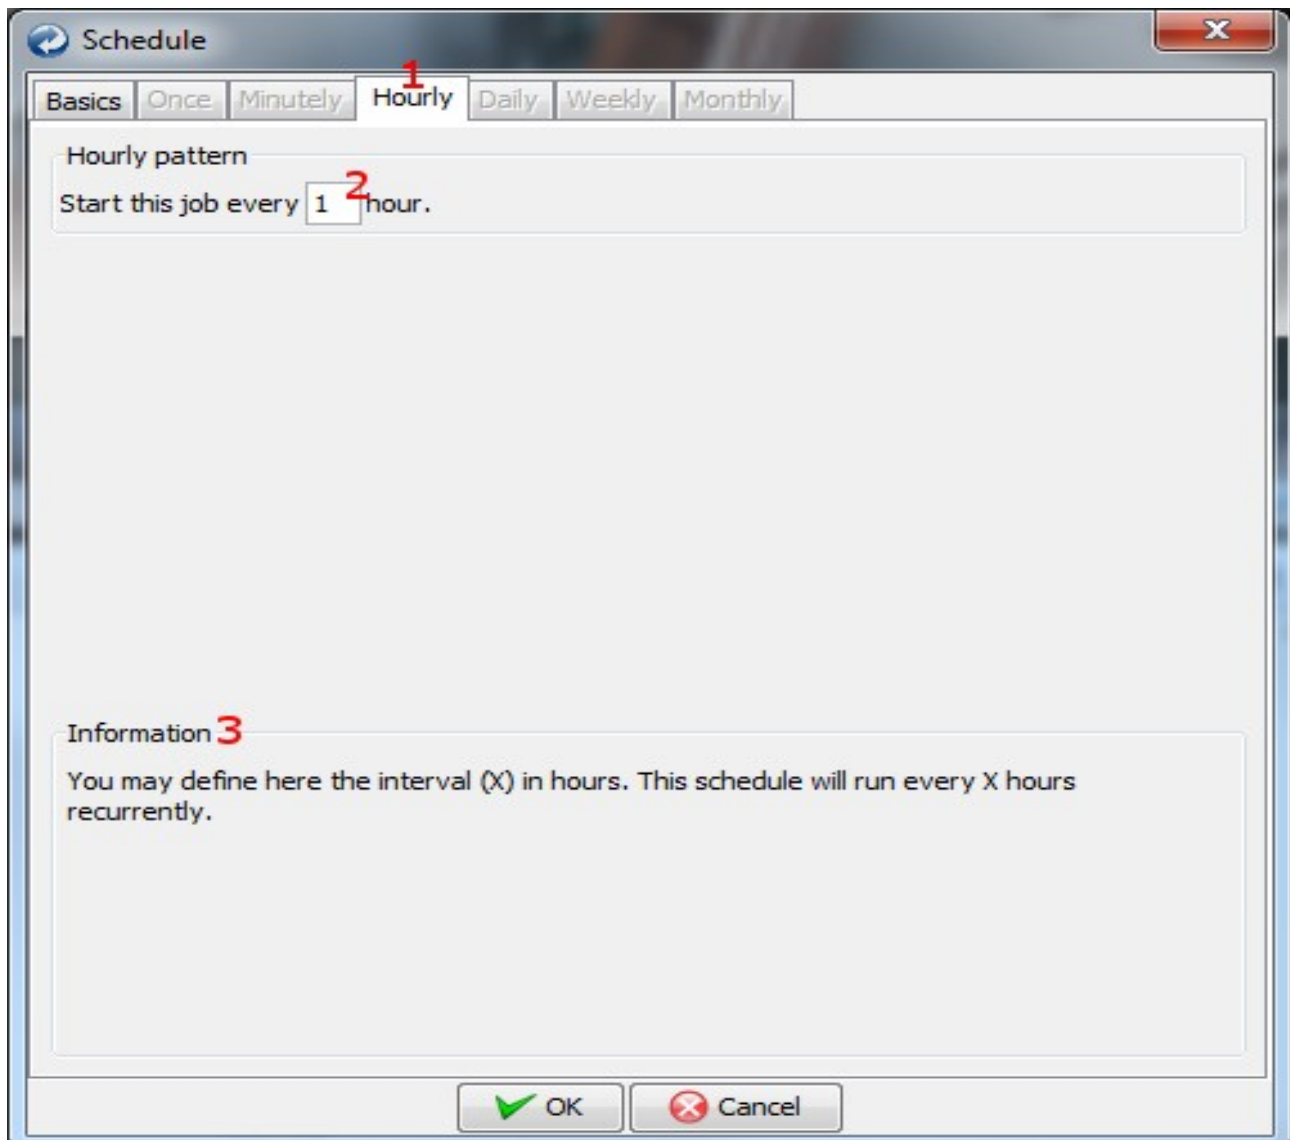 Schedule
1
Basics Once Minutely Hourly Daily Weekly Monthly
Hourly pattern
Start this job every 1 2 hour.
Information 3
You may define here the interval (X) in hours. This schedule will run every X hours
recurrently.
OK Cancel